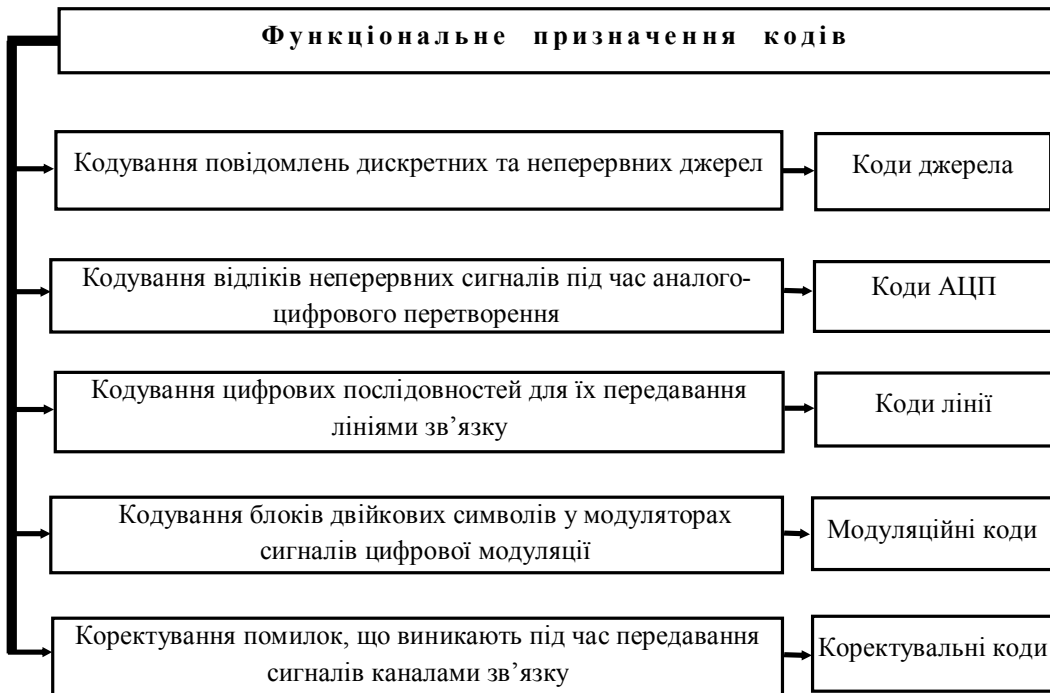 Функціональне призначення кодів
Кодування повідомлень дискретних та неперервних джерел
Коди джерела
Кодування відліків неперервних сигналів під час аналого-
цифрового перетворення
Коди АЦП
Кодування цифрових послідовностей для їх передавання
лініями зв’язку
Коди лінії
Кодування блоків двійкових символів у модуляторах
сигналів цифрової модуляції
Модуляційні коди
Коректування помилок, що виникають під час передавання
сигналів каналами зв’язку
Коректувальні коди